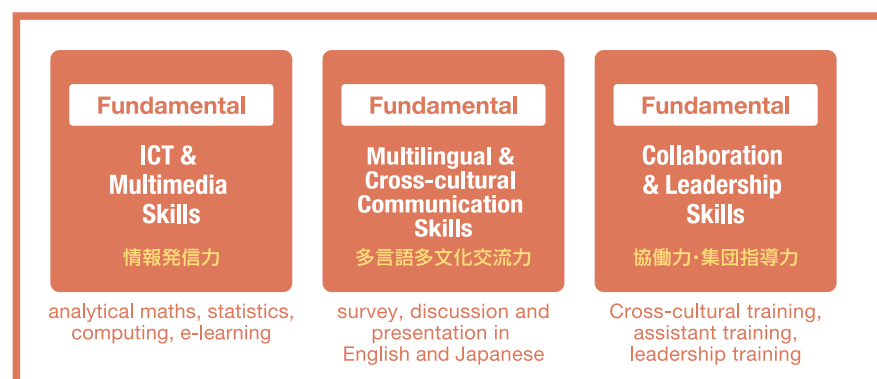 Fundamental
ICT &
Multimedia
Skills
情報発信力
analytical maths, statistics,
computing, e-learning
Fundamental
Multilingual &
Cross-cultural
Communication
Skills
多言語多文化交流力
survey, discussion and
presentation in
English and Japanese
Fundamental
Collaboration
& Leadership
Skills
協働力・集団指導力
Cross-cultural training,
assistant training,
leadership training